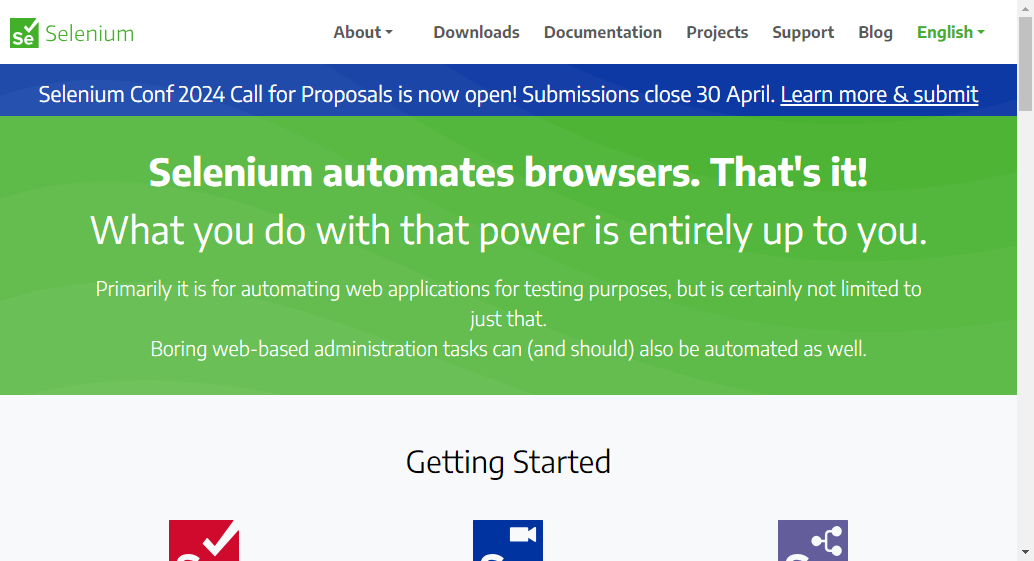 Se Selenium
About Downloads Documentation Projects Support Blog English
Selenium Conf 2024 Call for Proposals is now open! Submissions close 30 April. Learn more & submit
Selenium automates browsers. That's it!
What you do with that power is entirely up to you.
Primarily it is for automating web applications for testing purposes, but is certainly not limited to
just that.
Boring web-based administration tasks can (and should) also be automated as well.
Getting Started